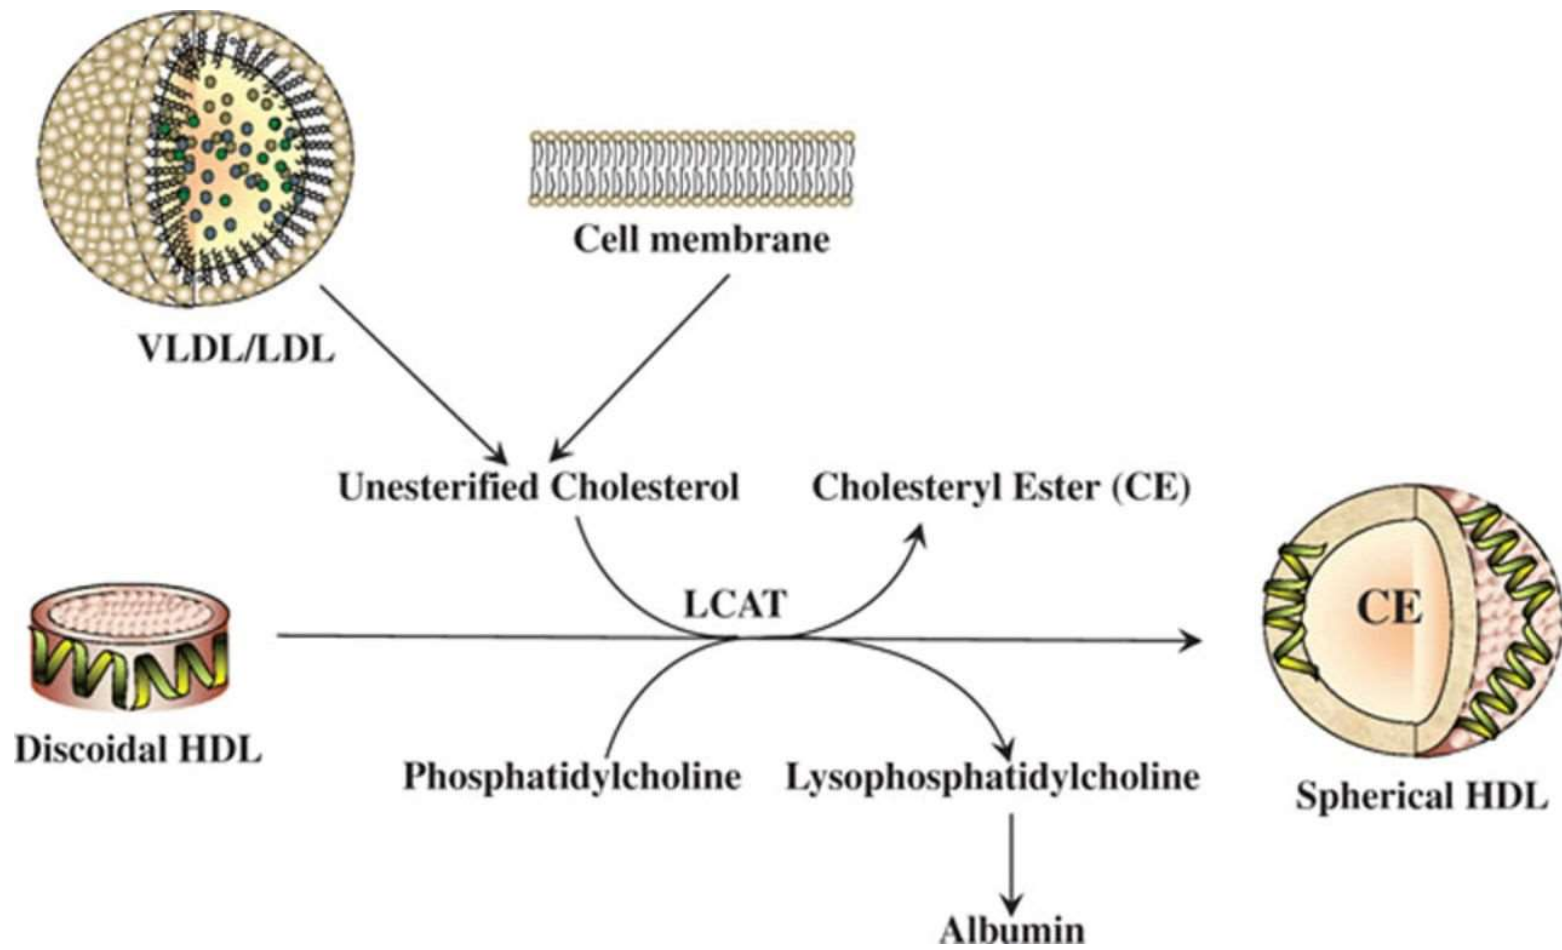 Cell membrane
VLDL/LDL
Unesterified Cholesterol
Cholesteryl Ester (CE)
LCAT
CE
Discoidal HDL
Phosphatidylcholine
Lysophosphatidylcholine
Spherical HDL
Albumin